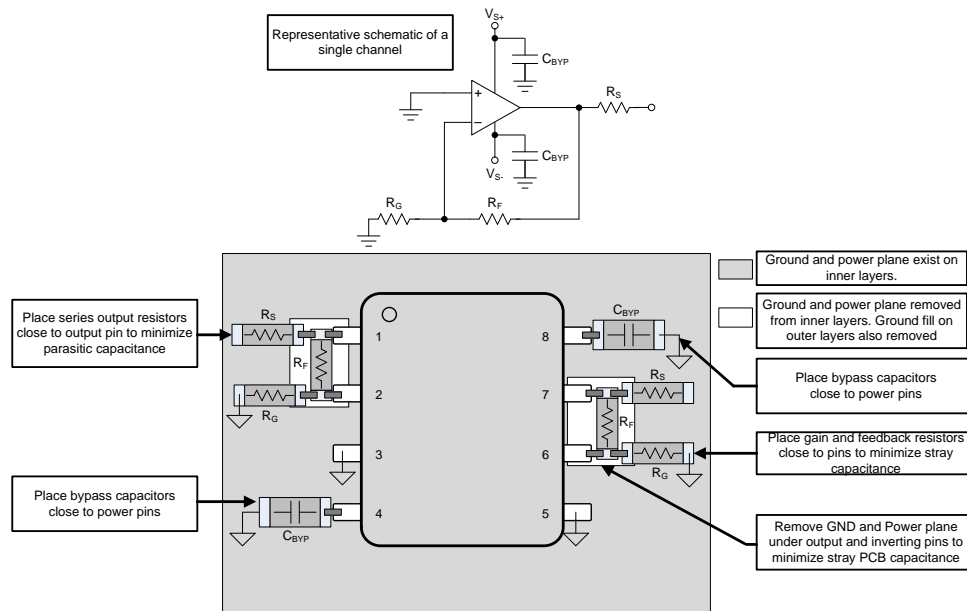 Representative schematic of a
single channel
VS+
CBYP
RS
+
−
CBYP
VS-
RG
RF
Ground and power plane exist on
inner layers.
Ground and power plane removed
from inner layers. Ground fill on
outer layers also removed
Place series output resistors
close to output pin to minimize
parasitic capacitance
RS
RF
RG
1
2
3
4
CBYP
Place bypass capacitors
close to power pins
8
7
6
5
CBYP
RS
RF
RG
Place bypass capacitors
close to power pins
Place gain and feedback resistors
close to pins to minimize stray
capacitance
Remove GND and Power plane
under output and inverting pins to
minimize stray PCB capacitance